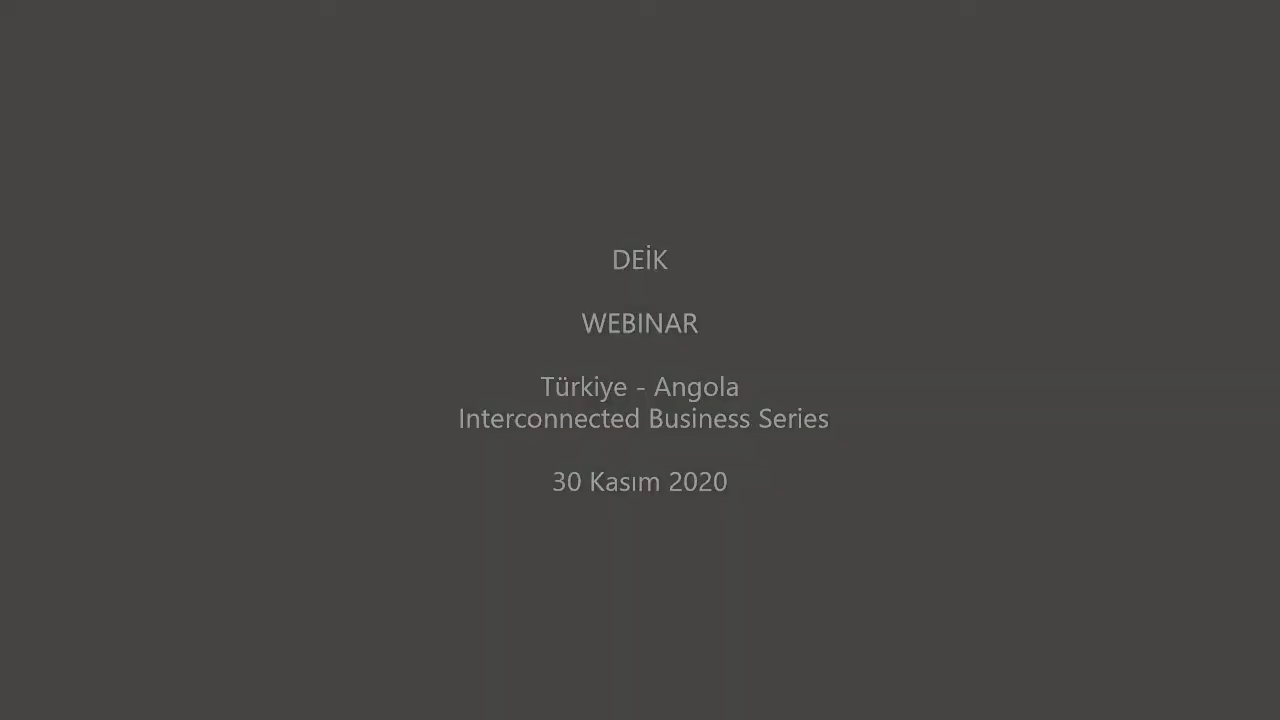 DEİK
WEBINAR
Türkiye - Angola
Interconnected Business Series
30 Kasım 2020